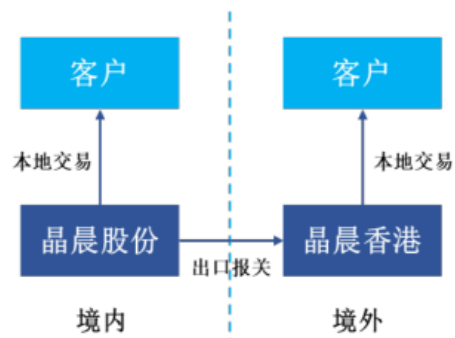 客户
客户
本地交易
本地交易
晶晨股份
晶晨香港
出口报关
境内
境外